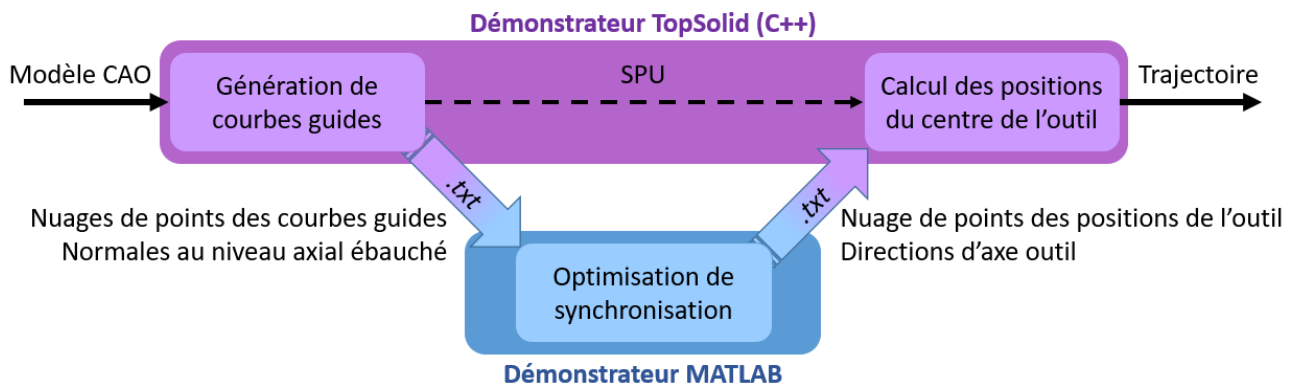 Démonstrateur TopSolid (C++)
Modèle CAO
Génération de
courbes guides
SPU
Calcul des positions
du centre de l'outil
Trajectoire
.txt
.txt
Nuages de points des courbes guides
Normales au niveau axial ébauché
Nuage de points des positions de l'outil
Directions d'axe outil
Optimisation de
synchronisation
Démonstrateur MATLAB